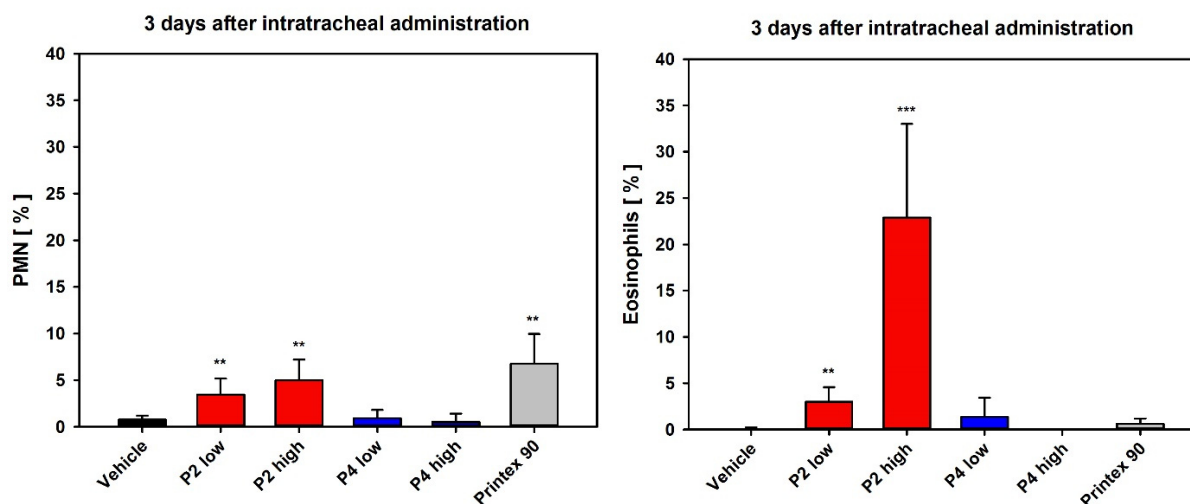 3 days after intratracheal administration
PMN [ % ]
40
35
30
25
20
15
10
5
0
**
**
**
Vehicle
P2 low
P2 high
P4 low
P4 high
Printex 90
3 days after intratracheal administration
Eosinophils [ % ]
40
35
30
25
20
15
10
5
0
**
***
Vehicle
P2 low
P2 high
P4 low
P4 high
Printex 90